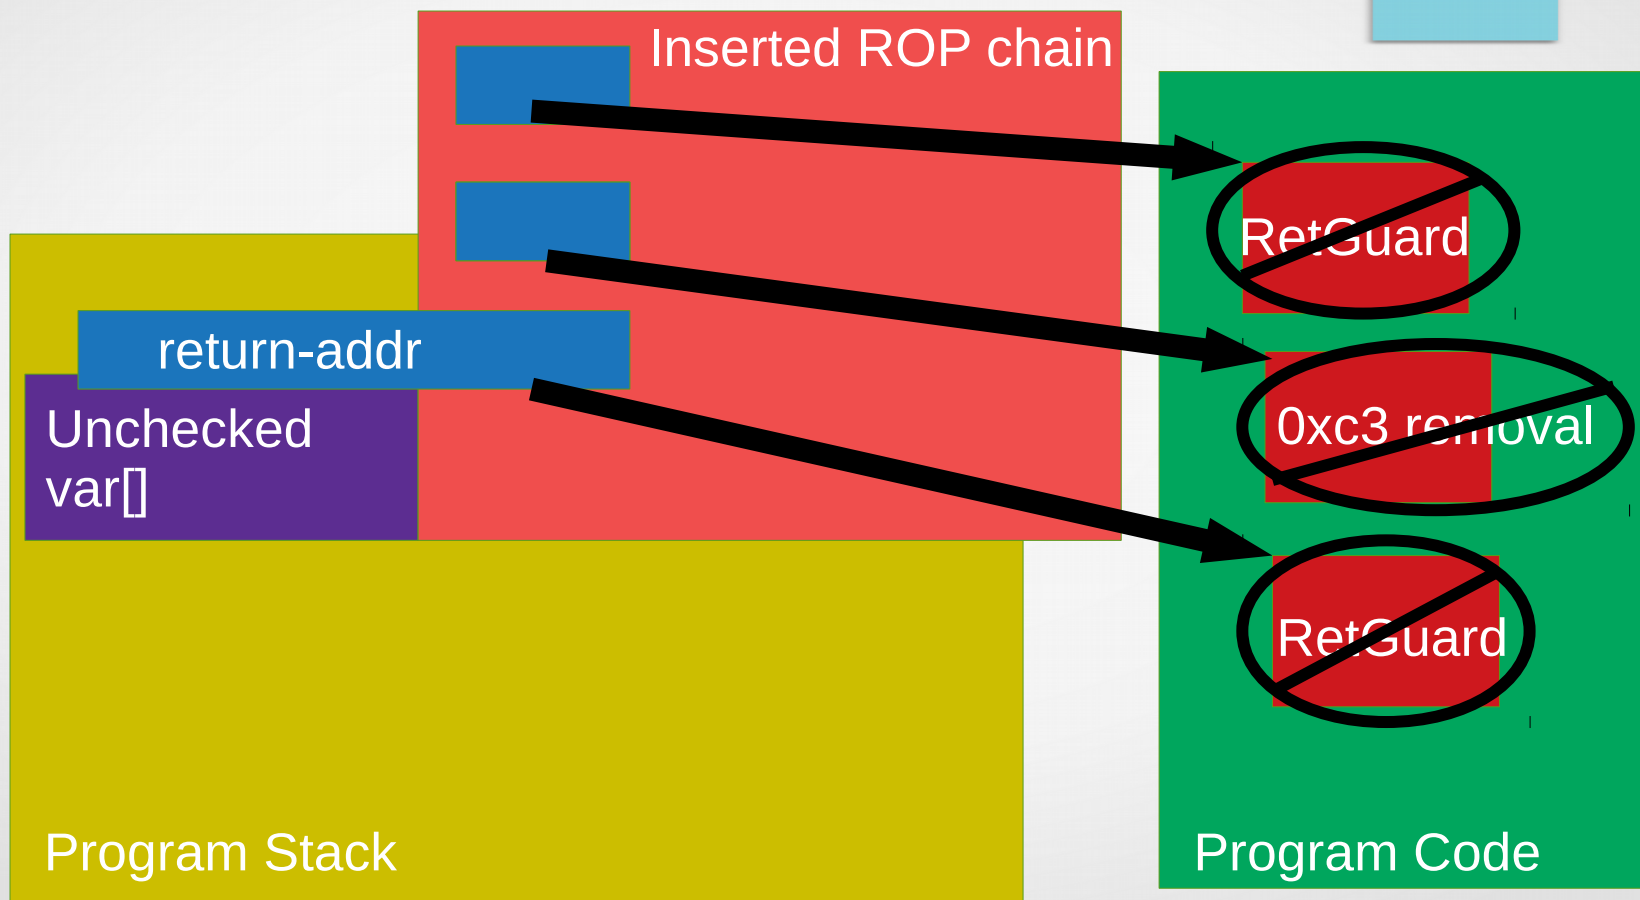 Inserted ROP chain
RetGuard
return-addr
Unchecked
var[]
0xc3 removal
RetGuard
Program Stack
Program Code